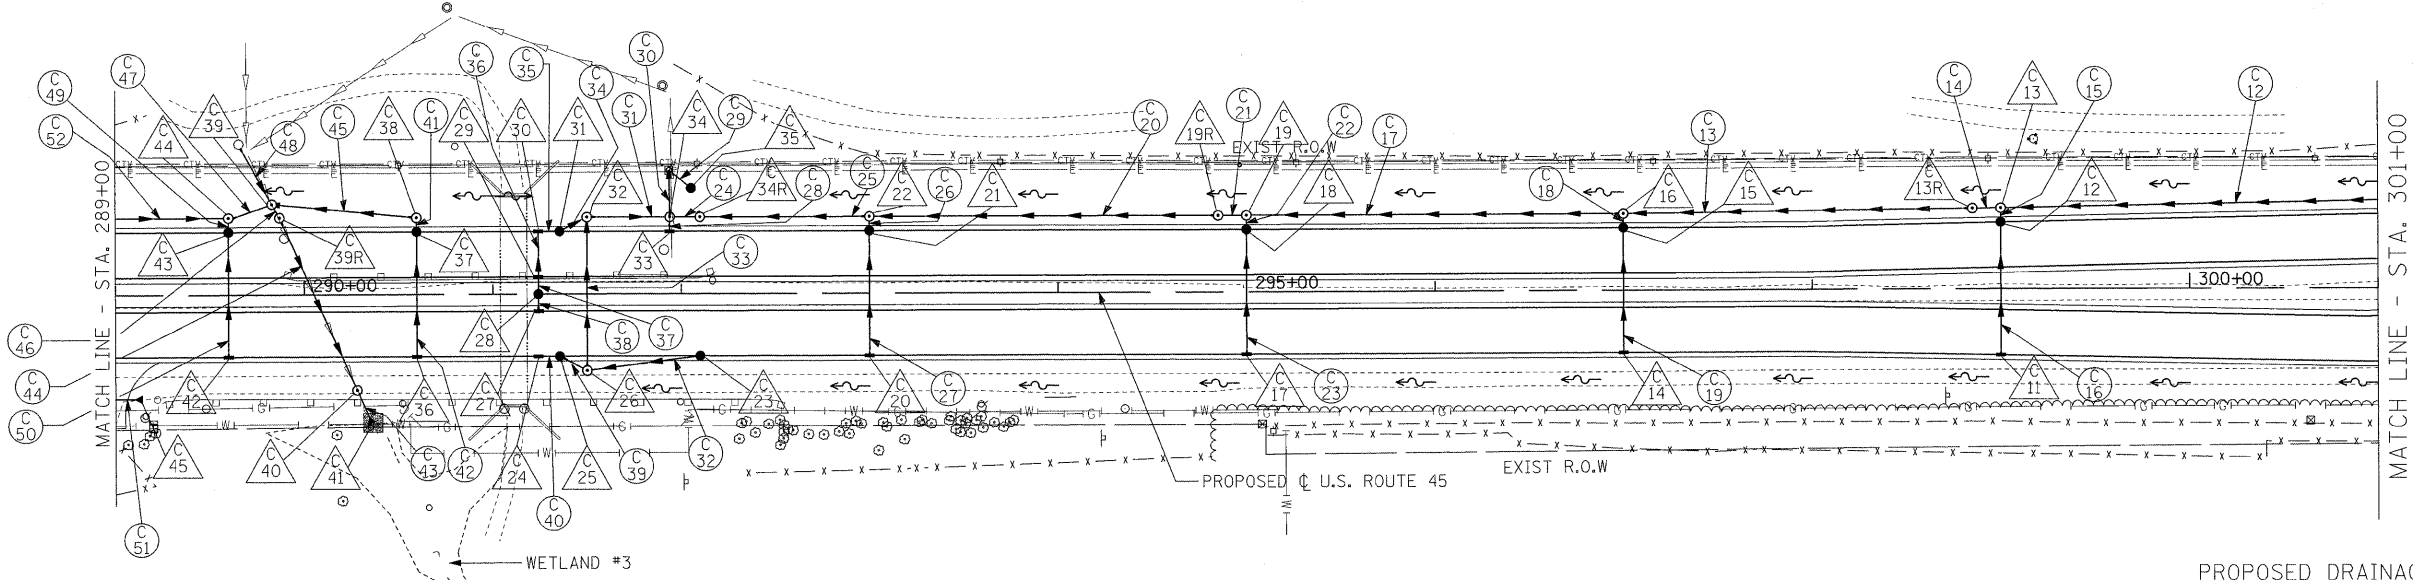 C 47
C 49
C 52
C 44
C 39
C 48
C 45
C 38
C 41
C 29
C 36
C 30
C 35
C 31
C 34
C 31
C 30
C 34
C 29
C 35
C 32
C 24
C 34R
C 28
C 25
C 22
C 26
C 21
C 20
C 19R
C 21
C 19
C 22
C 17
C 18
C 13
C 18
C 16
C 15
C 13R
C 14
C 13
C 15
C 12
C 12
EXIST R.O.W
MATCH LINE - STA. 289+00
MATCH LINE - STA. 301+00
C 43
C 39R
C 37
C 33
C 33
290+00
295+00
300+00
C 46
C 44
C 50
C 28
C 38
C 37
C 42
C 36
C 27
C 26
C 23
C 20
C 27
C 17
C 23
C 14
C 19
C 11
C 16
C 45
C 40
C 41
C 43
C 42
C 24
C 25
C 39
C 32
C 40
C 51
EXIST R.O.W
PROPOSED ℄ U.S. ROUTE 45
WETLAND #3
PROPOSED DRAINAG